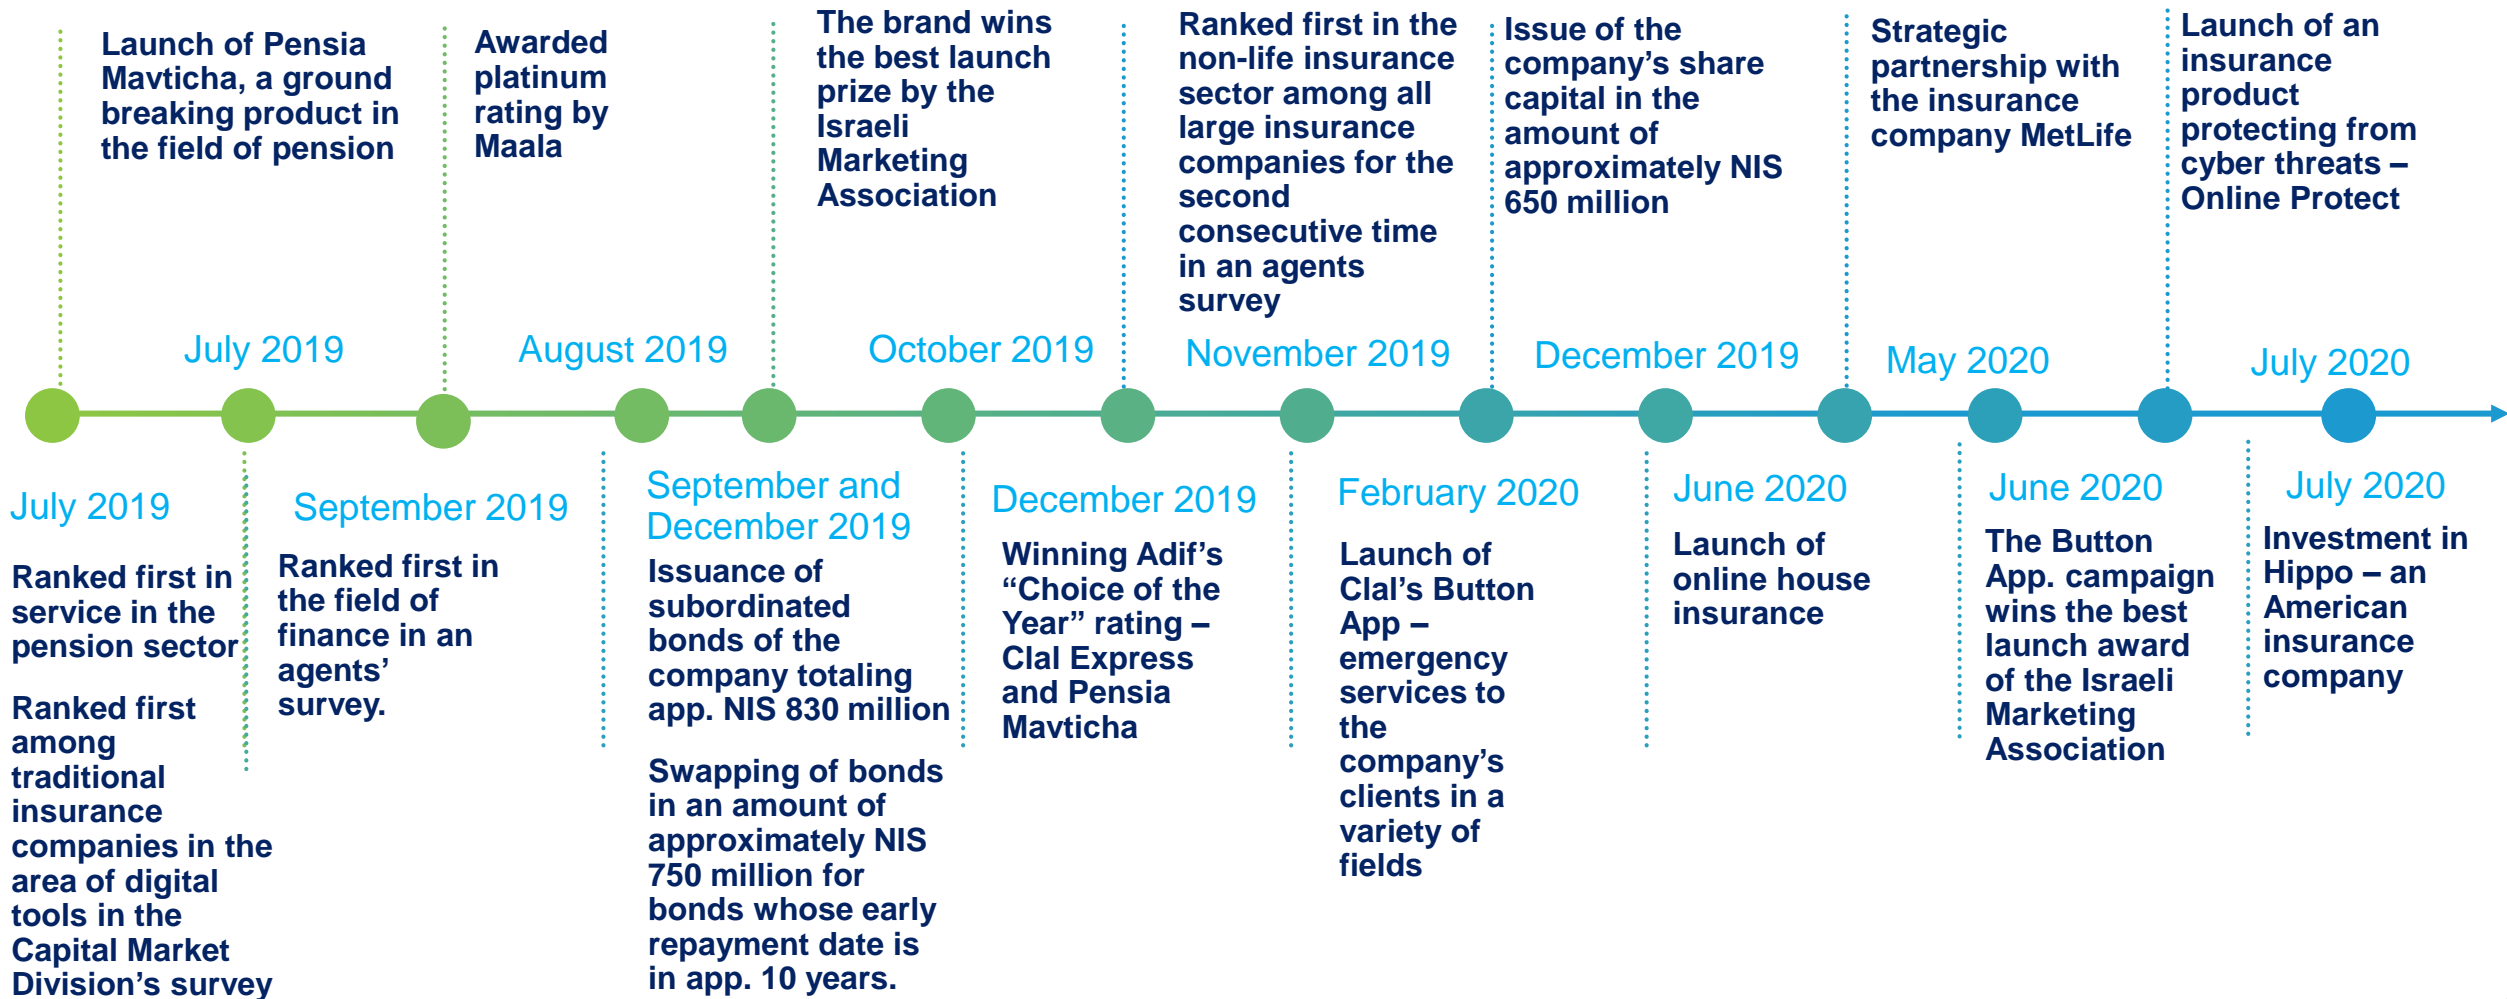 Launch of Pensia
Mavticha, a ground
breaking product in
the field of pension
July 2019
Awarded
platinum
rating by
Maala
August 2019
The brand wins
the best launch
prize by the
Israeli
Marketing
Association
October 2019
Ranked first in the
non-life insurance
sector among all
large insurance
companies for the
second
consecutive time
in an agents
survey
November 2019
Issue of the
company’s share
capital in the
amount of
approximately NIS
650 million
December 2019
Strategic
partnership with
the insurance
company MetLife
May 2020
Launch of an
insurance
product
protecting from
cyber threats –
Online Protect
July 2020
July 2019
Ranked first in
service in the
pension sector
Ranked first
among
traditional
insurance
companies in the
area of digital
tools in the
Capital Market
Division’s survey
September 2019
Ranked first in
the field of
finance in an
agents’
survey.
September and
December 2019
Issuance of
subordinated
bonds of the
company totaling
app. NIS 830 million
Swapping of bonds
in an amount of
approximately NIS
750 million for
bonds whose early
repayment date is
in app. 10 years.
December 2019
Winning Adif’s
“Choice of the
Year” rating –
Clal Express
and Pensia
Mavticha
February 2020
Launch of
Clal’s Button
App –
emergency
services to
the
company’s
clients in a
variety of
fields
June 2020
Launch of
online house
insurance
June 2020
The Button
App. campaign
wins the best
launch award
of the Israeli
Marketing
Association
July 2020
Investment in
Hippo – an
American
insurance
company